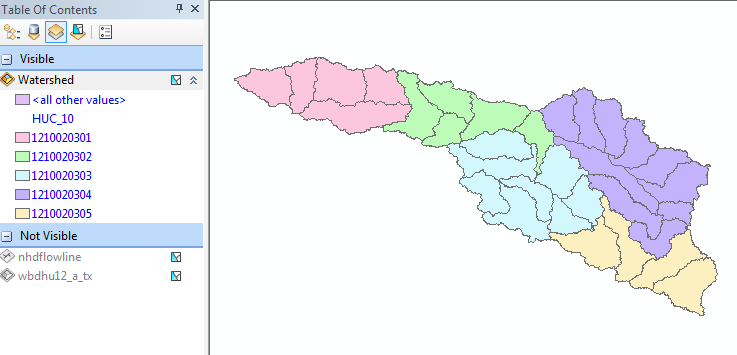 Table Of Contents
Visible
Watershed
<all other values>
HUC_10
1210020301
1210020302
1210020303
1210020304
1210020305
Not Visible
nhdflowline
wbdhu12_a_tx